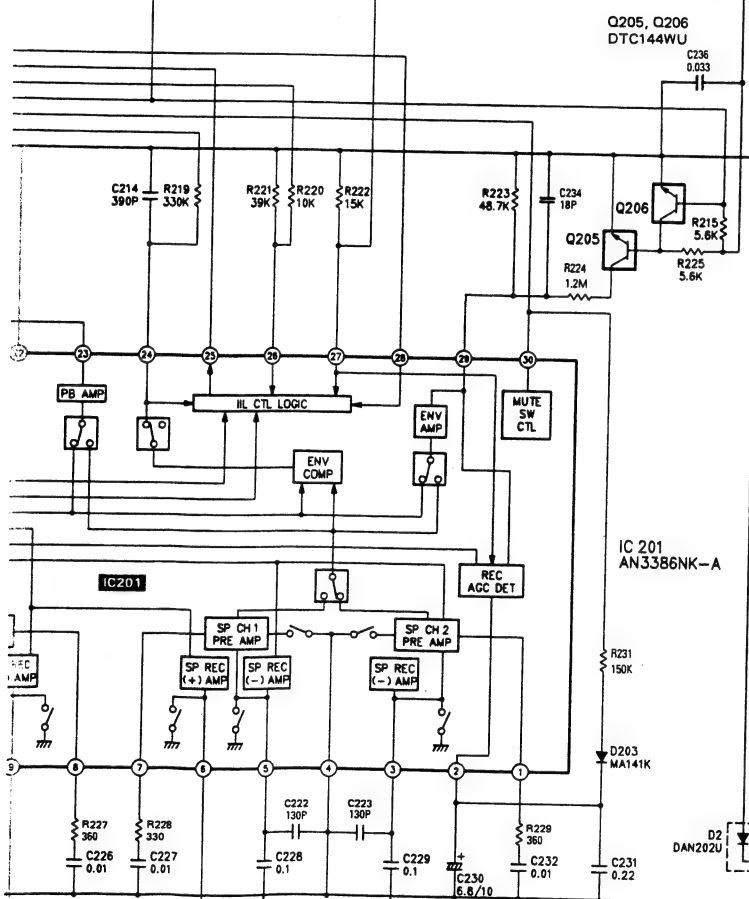 Q205, Q206
DTC144WU
C236
0.033
C214
390P
R219
330K
R221
39K
R220
10K
R222
15K
R223
48.7K
C234
18P
Q206
R215
5.6K
Q205
R225
5.6K
R224
1.2M
23
24
25
26
27
28
29
30
PB AMP
IIL CTL LOGIC
ENV
AMP
MUTE
SW
CTL
ENV
COMP
IC 201
AN3386NK-A
IC201
REC
AGC DET
SP CH 1
PRE AMP
SP CH 2
PRE AMP
R231
150K
REC
AMP
SP REC
(+) AMP
SP REC
(-) AMP
SP REC
(-) AMP
D203
MA141K
9
8
7
6
5
4
3
2
1
C222
130P
C223
130P
R227
360
R228
330
R229
360
D2
DAN202U
C226
0.01
C227
0.01
C228
0.1
C229
0.1
+
C230
6.8/10
C232
0.01
C231
0.22